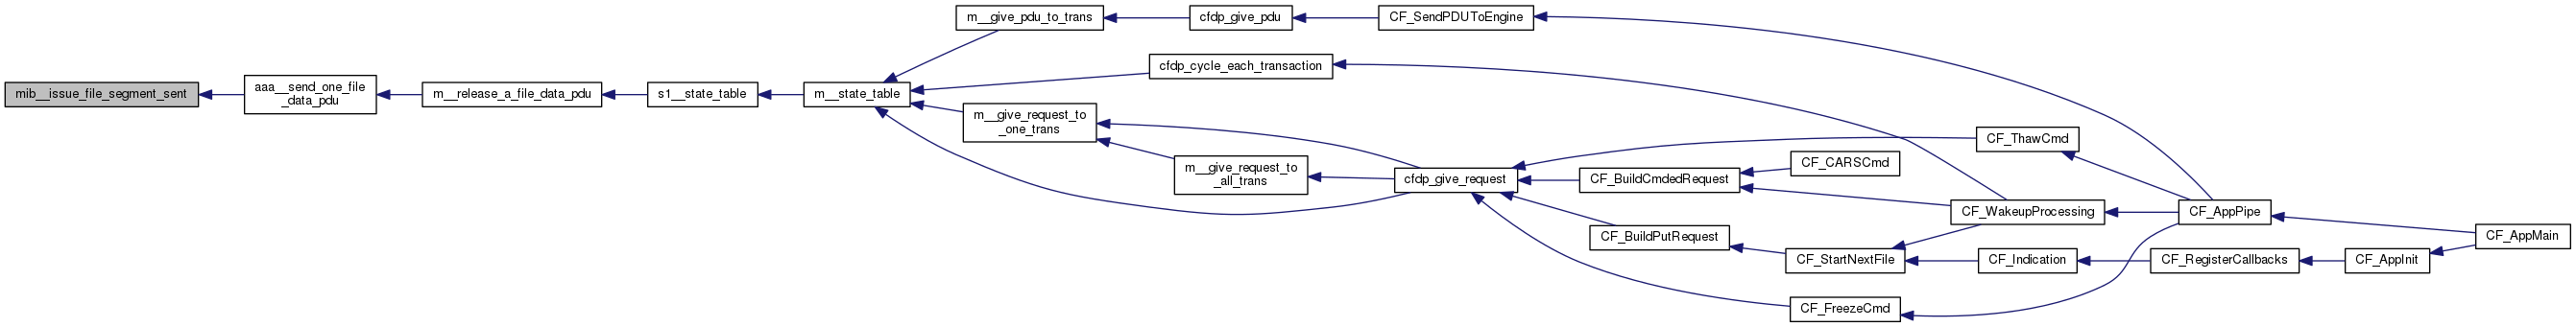 mib__issue_file_segment_sent
aaa__send_one_file
_data_pdu
m__release_a_file_data_pdu
s1__state_table
m__state_table
m__give_pdu_to_trans
cfdp_give_pdu
CF_SendPDUToEngine
cfdp_cycle_each_transaction
m__give_request_to
_one_trans
m__give_request_to
_all_trans
cfdp_give_request
CF_ThawCmd
CF_BuildCmdedRequest
CF_CARSCmd
CF_BuildPutRequest
CF_WakeupProcessing
CF_StartNextFile
CF_Indication
CF_FreezeCmd
CF_AppPipe
CF_RegisterCallbacks
CF_AppInit
CF_AppMain